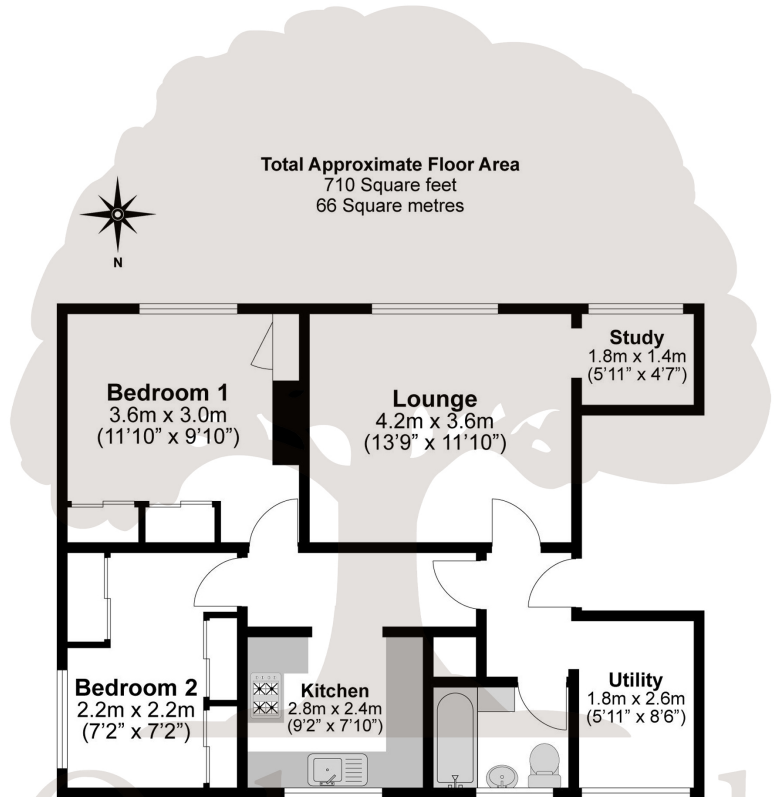 Total Approximate Floor Area
710 Square feet
66 Square metres
N
Study
1.8m x 1.4m
(5'11" x 4'7")
Bedroom 1
3.6m x 3.0m
(11'10" x 9'10")
Lounge
4.2m x 3.6m
(13'9" x 11'10")
Bedroom 2
2.2m x 2.2m
(7'2" x 7'2")
Kitchen
2.8m x 2.4m
(9'2" x 7'10")
Utility
1.8m x 2.6m
(5'11" x 8'6")